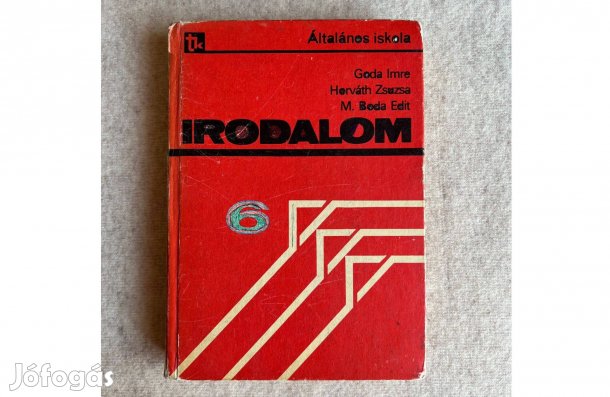 tk
Általános iskola
Goda Imre
Horváth Zsuzsa
M. Boda Edit
IRODALOM
6
Jófogás